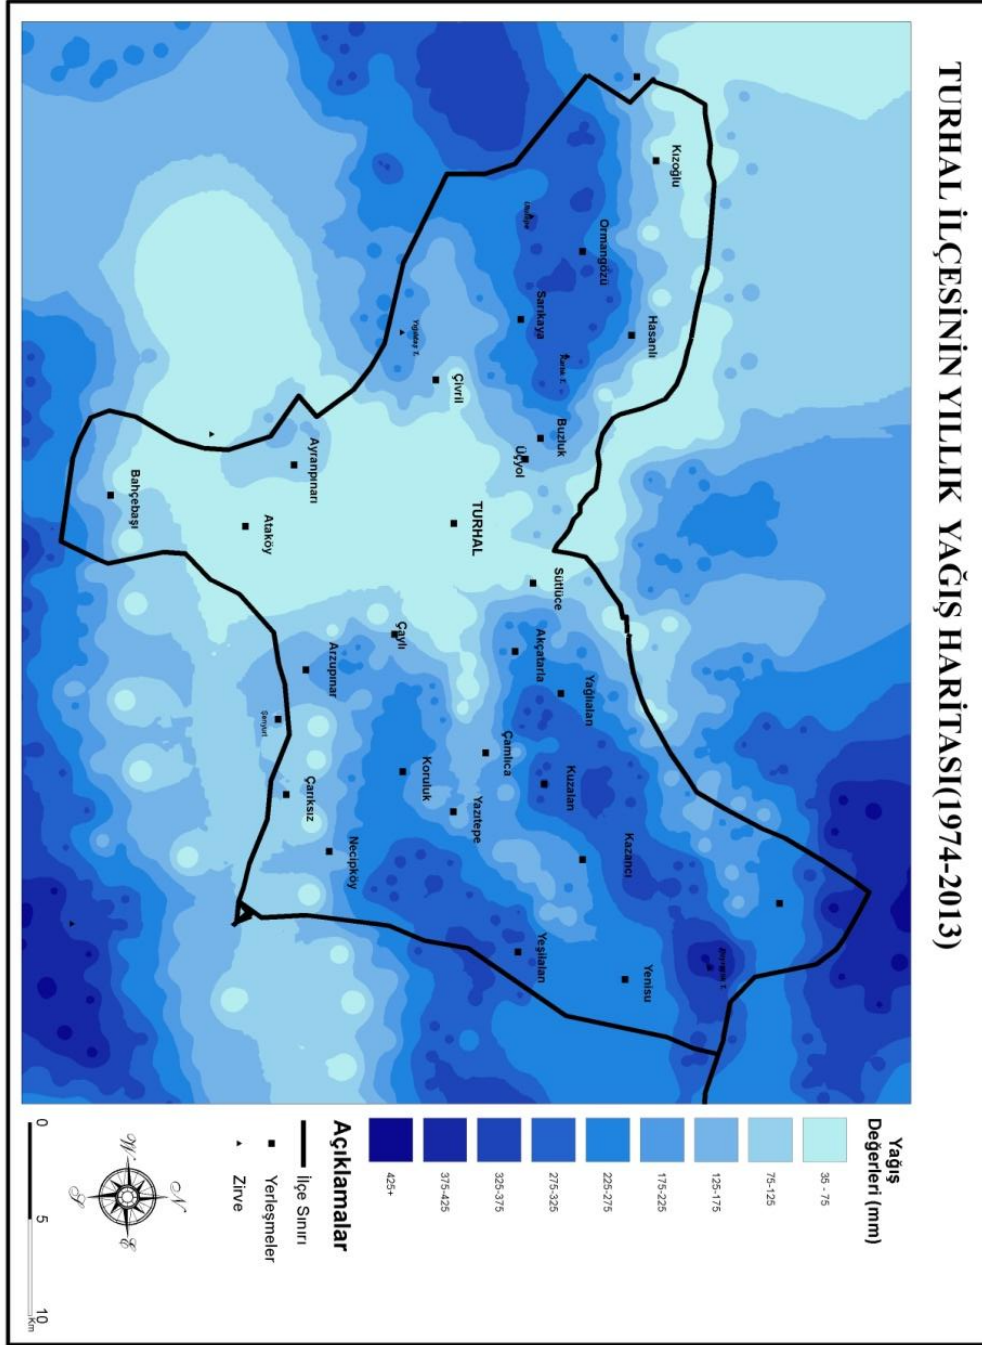 TURHAL İLÇESİNİN YILLIK YAĞIŞ HARİTASI(1974-2013)
Kızoğlu
Ormangözü
Hasanlı
Sarıkaya
Çivril
Buzluk
Üçyol
Ayranpınarı
Bahçebaşı
Ataköy
TURHAL
Sütlüce
Çaylı
Akçatarla
Arzupınar
Yağlıalan
Şenyurt
Çamlıca
Koruluk
Kuzalan
Çarıksız
Yazıtepe
Kazancı
Necipköy
Yeşilalan
Yenisu
Yağış
Değerleri (mm)
35 - 75
75-125
125-175
175-225
225-275
275-325
325-375
375-425
425+
Açıklamalar
İlçe Sınırı
Yerleşmeler
Zirve
N
W
E
S
0 5 10
Km